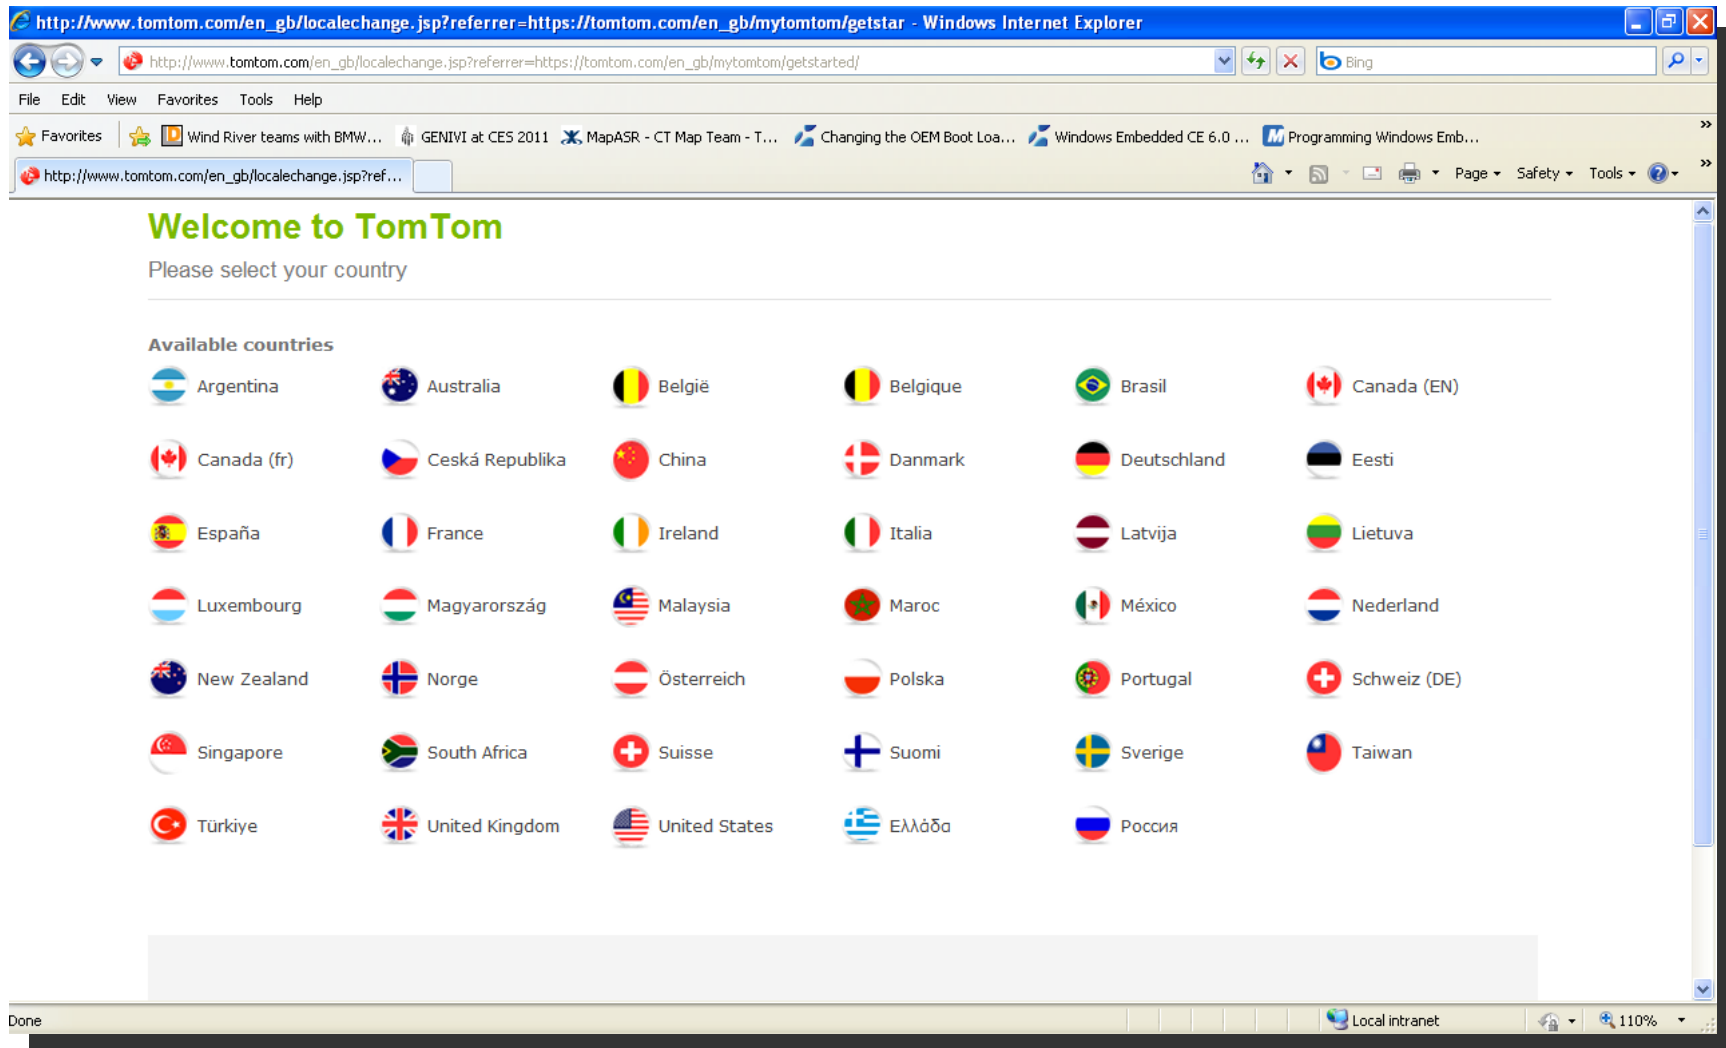 http://www.tomtom.com/en_gb/localechange.jsp?referrer=https://tomtom.com/en_gb/mytomtom/getstar - Windows Internet Explorer
http://www.tomtom.com/en_gb/localechange.jsp?referrer=https://tomtom.com/en_gb/mytomtom/getstarted/ Bing
File Edit View Favorites Tools Help
Favorites Wind River teams with BMW... GENIVI at CES 2011 MapASR - CT Map Team - T... Changing the OEM Boot Loa... Windows Embedded CE 6.0 ... Programming Windows Emb... »
http://www.tomtom.com/en_gb/localechange.jsp?ref... Page Safety Tools »
Welcome to TomTom
Please select your country
Available countries
Argentina Australia België Belgique Brasil Canada (EN)
Canada (fr) Ceská Republika China Danmark Deutschland Eesti
España France Ireland Italia Latvija Lietuva
Luxembourg Magyarország Malaysia Maroc México Nederland
New Zealand Norge Österreich Polska Portugal Schweiz (DE)
Singapore South Africa Suisse Suomi Sverige Taiwan
Türkiye United Kingdom United States Ελλάδα Россия
Done Local intranet 110%